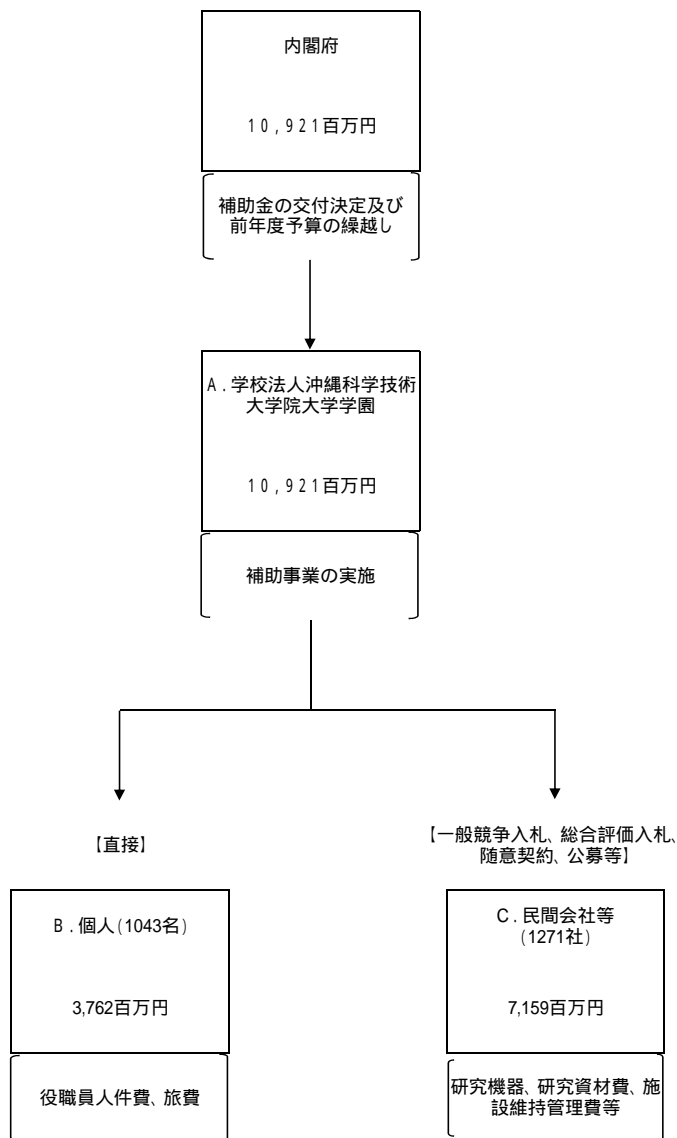 内閣府
10,921百万円
補助金の交付決定及び
前年度予算の繰越し
A.学校法人沖縄科学技術
大学院大学学園
10,921百万円
補助事業の実施
【直接】
B.個人(1043名)
3,762百万円
役職員人件費、旅費
【一般競争入札、総合評価入札、
随意契約、公募等】
C.民間会社等
(1271社)
7,159百万円
研究機器、研究資材費、施
設維持管理費等